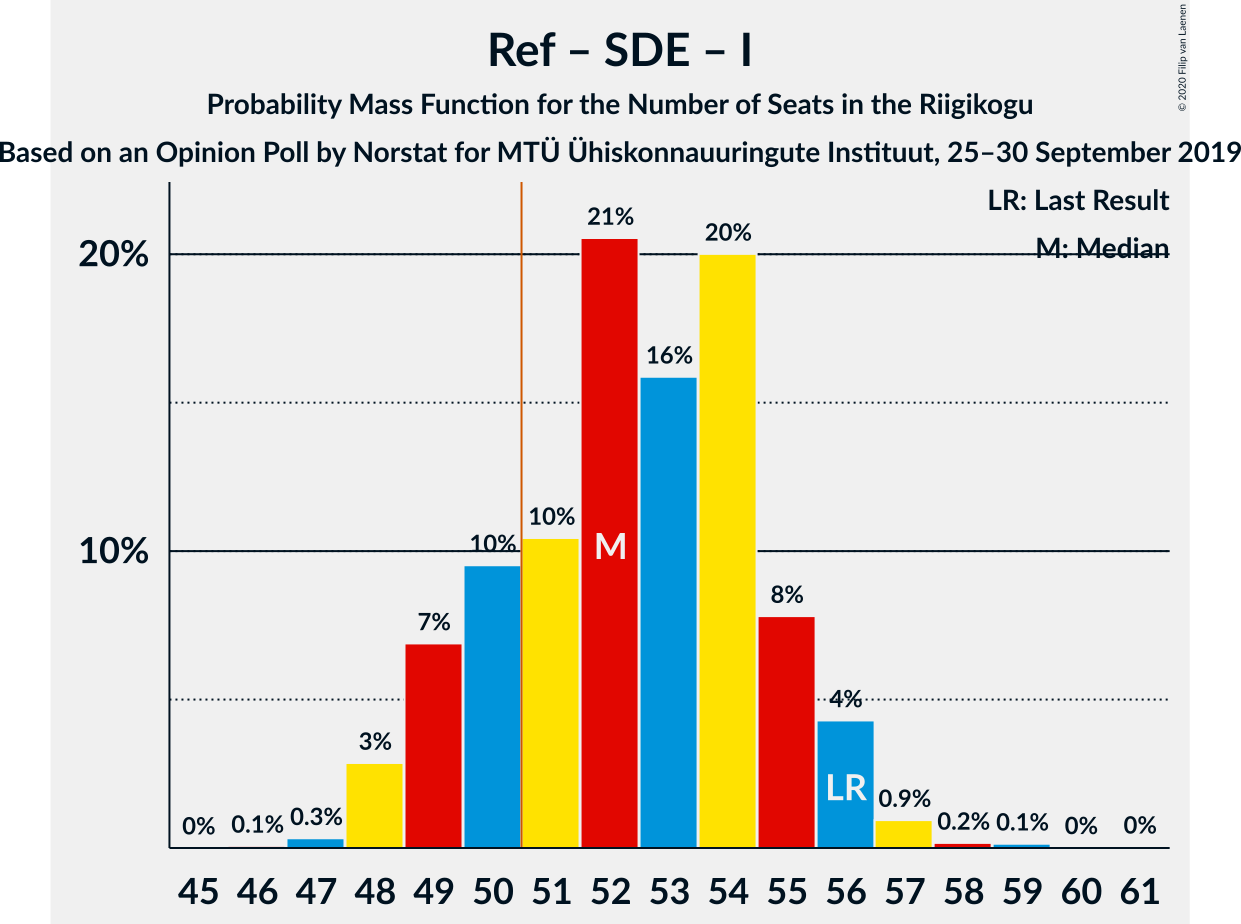 Ref – SDE – I
Probability Mass Function for the Number of Seats in the Riigikogu
Based on an Opinion Poll by Norstat for MTÜ Ühiskonnauuringute Instituut, 25–30 September 2019
© 2020 Filip van Laenen
LR: Last Result
M: Median
20%
10%
0%
0.1%
0.3%
3%
7%
10%
10%
21%
16%
20%
8%
4%
0.9%
0.2%
0.1%
0%
0%
M
LR
45 46 47 48 49 50 51 52 53 54 55 56 57 58 59 60 61